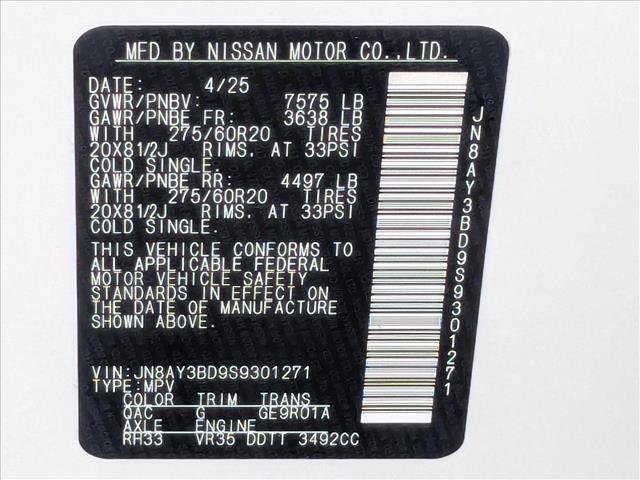 MFD BY NISSAN MOTOR CO.,LTD.
DATE: 4/25
GVWR/PNBV: 7575 LB
GAWR/PNBE FR: 3638 LB
WITH 275/60R20 TIRES
20X81/2J RIMS, AT 33PSI
COLD SINGLE.
GAWR/PNBE RR: 4497 LB
WITH 275/60R20 TIRES
20X81/2J RIMS, AT 33PSI
COLD SINGLE.
THIS VEHICLE CONFORMS TO
ALL APPLICABLE FEDERAL
MOTOR VEHICLE SAFETY
STANDARDS IN EFFECT ON
THE DATE OF MANUFACTURE
SHOWN ABOVE.
VIN:JN8AY3BD9S9301271
TYPE:MPV
COLOR TRIM TRANS
QAC G GE9R01A
AXLE ENGINE
RH33 VR35 DDTT 3492CC
JN8AY3BD9S9301271